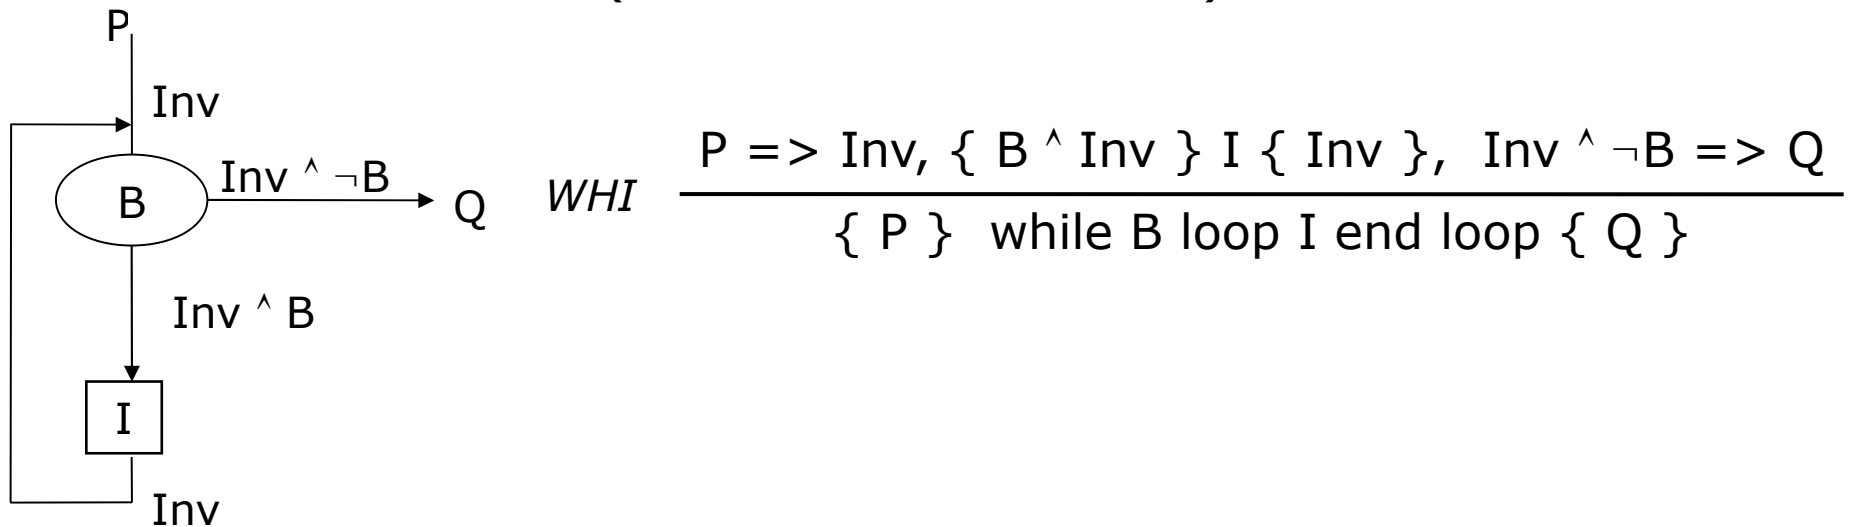 P
Inv
B
Inv ^ ¬B
Q
Inv ^ B
I
Inv
WHI
P => Inv, { B ^ Inv } I { Inv }, Inv ^ ¬B => Q
{ P } while B loop I end loop { Q }